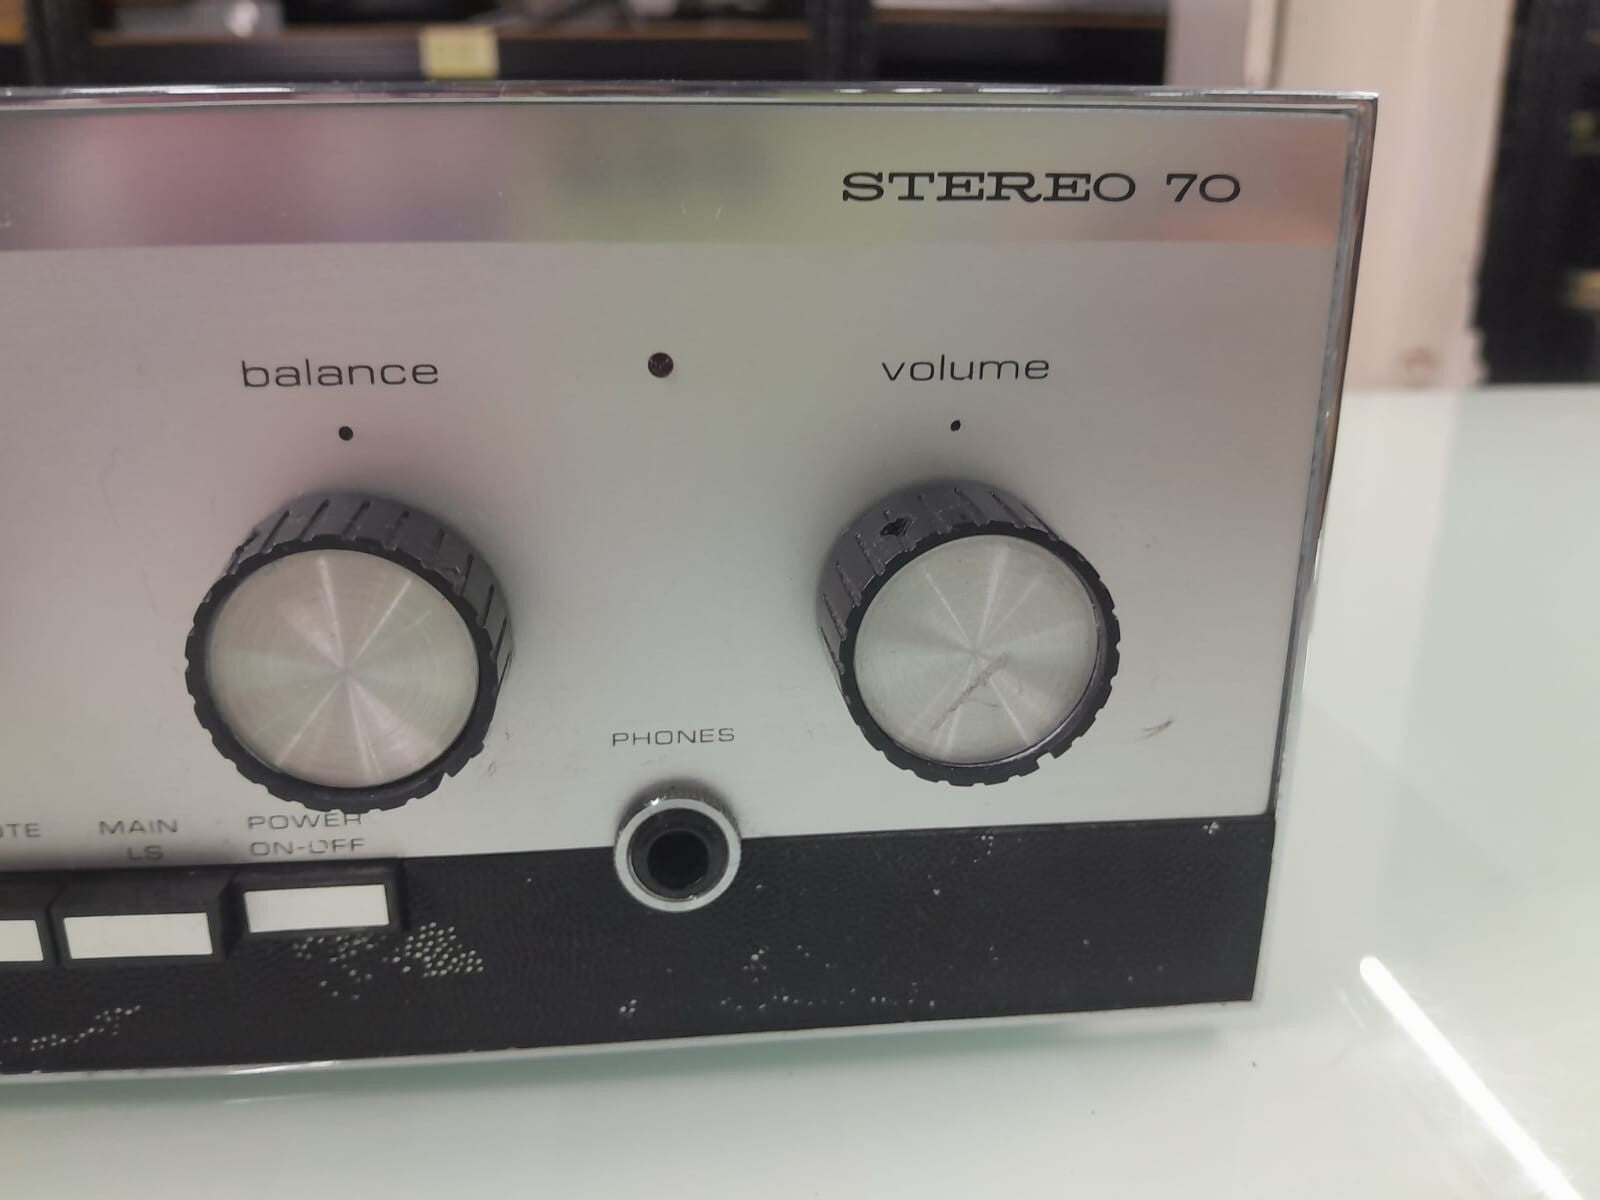 STEREO 70
balance
volume
PHONES
MAIN
LS
POWER
ON-OFF